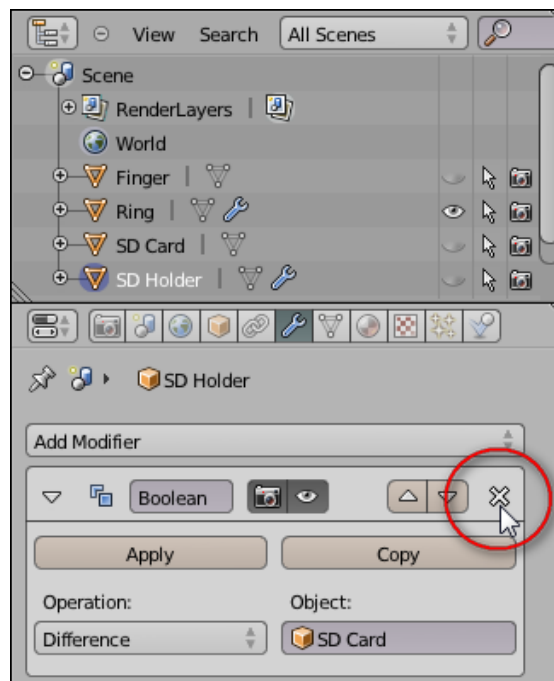 View Search All Scenes
Scene
RenderLayers
World
Finger
Ring
SD Card
SD Holder
SD Holder
Add Modifier
Boolean
Apply Copy
Operation: Object:
Difference SD Card